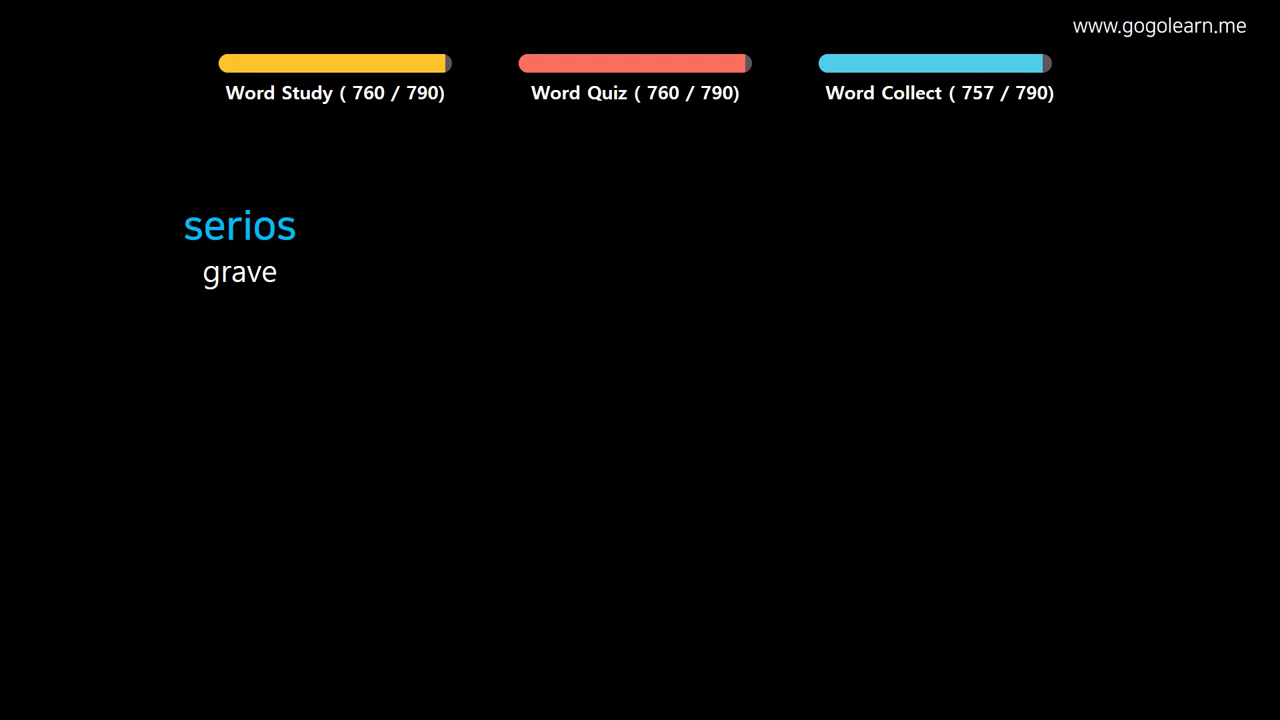 www.gogolearn.me
Word Study ( 760 / 790)
Word Quiz ( 760 / 790)
Word Collect ( 757 / 790)
serios
grave